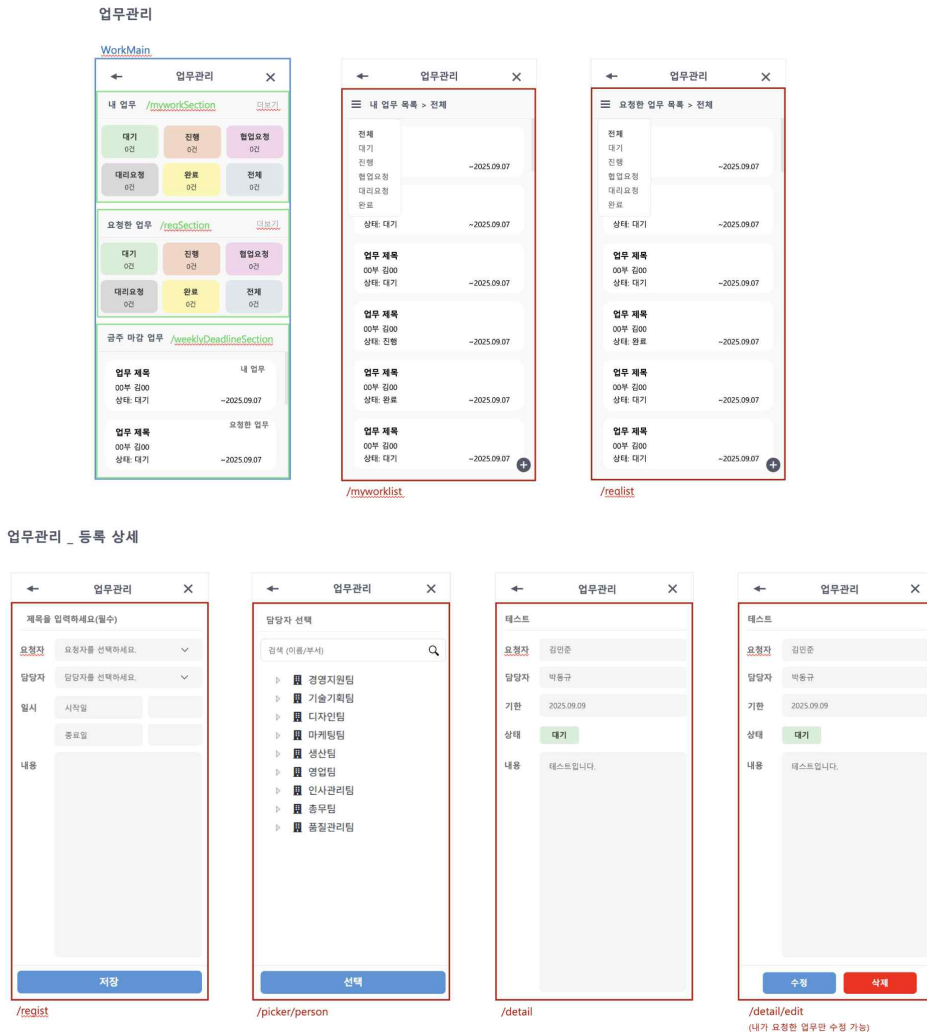 업무관리
WorkMain
업무관리
내 업무 /myworkSection 더보기
대기 진행 협업요청
0건 0건 0건
대리요청 완료 전체
0건 0건 0건
요청한 업무 /reqSection 더보기
대기 진행 협업요청
0건 0건 0건
대리요청 완료 전체
0건 0건 0건
금주 마감 업무 /weeklyDeadlineSection
업무 제목 내 업무
00부 김00
상태: 대기 ~2025.09.07
업무 제목 요청한 업무
00부 김00
상태: 대기 ~2025.09.07
업무관리
내 업무 목록 > 전체
전체
대기
진행 ~2025.09.07
협업요청
대리요청
완료
상태: 대기 ~2025.09.07
업무 제목
00부 김00
상태: 대기 ~2025.09.07
업무 제목
00부 김00
상태: 진행 ~2025.09.07
업무 제목
00부 김00
상태: 완료 ~2025.09.07
업무 제목
00부 김00
상태: 대기 ~2025.09.07
/myworklist
업무관리
요청한 업무 목록 > 전체
전체
대기
진행 ~2025.09.07
협업요청
대리요청
완료
상태: 대기 ~2025.09.07
업무 제목
00부 김00
상태: 대기 ~2025.09.07
업무 제목
00부 김00
상태: 완료 ~2025.09.07
업무 제목
00부 김00
상태: 대기 ~2025.09.07
업무 제목
00부 김00
상태: 대기 ~2025.09.07
/reqlist
업무관리 _ 등록 상세
업무관리
제목을 입력하세요(필수)
요청자 요청자를 선택하세요.
담당자 담당자를 선택하세요.
일시 시작일
종료일
내용
저장
/regist
업무관리
담당자 선택
검색 (이름/부서)
경영지원팀
기술기획팀
디자인팀
마케팅팀
생산팀
영업팀
인사관리팀
총무팀
품질관리팀
선택
/picker/person
업무관리
테스트
요청자 김민준
담당자 박동규
기한 2025.09.09
상태 대기
내용 테스트입니다.
/detail
업무관리
테스트
요청자 김민준
담당자 박동규
기한 2025.09.09
상태 대기
내용 테스트입니다.
수정 삭제
/detail/edit
(내가 요청한 업무만 수정 가능)